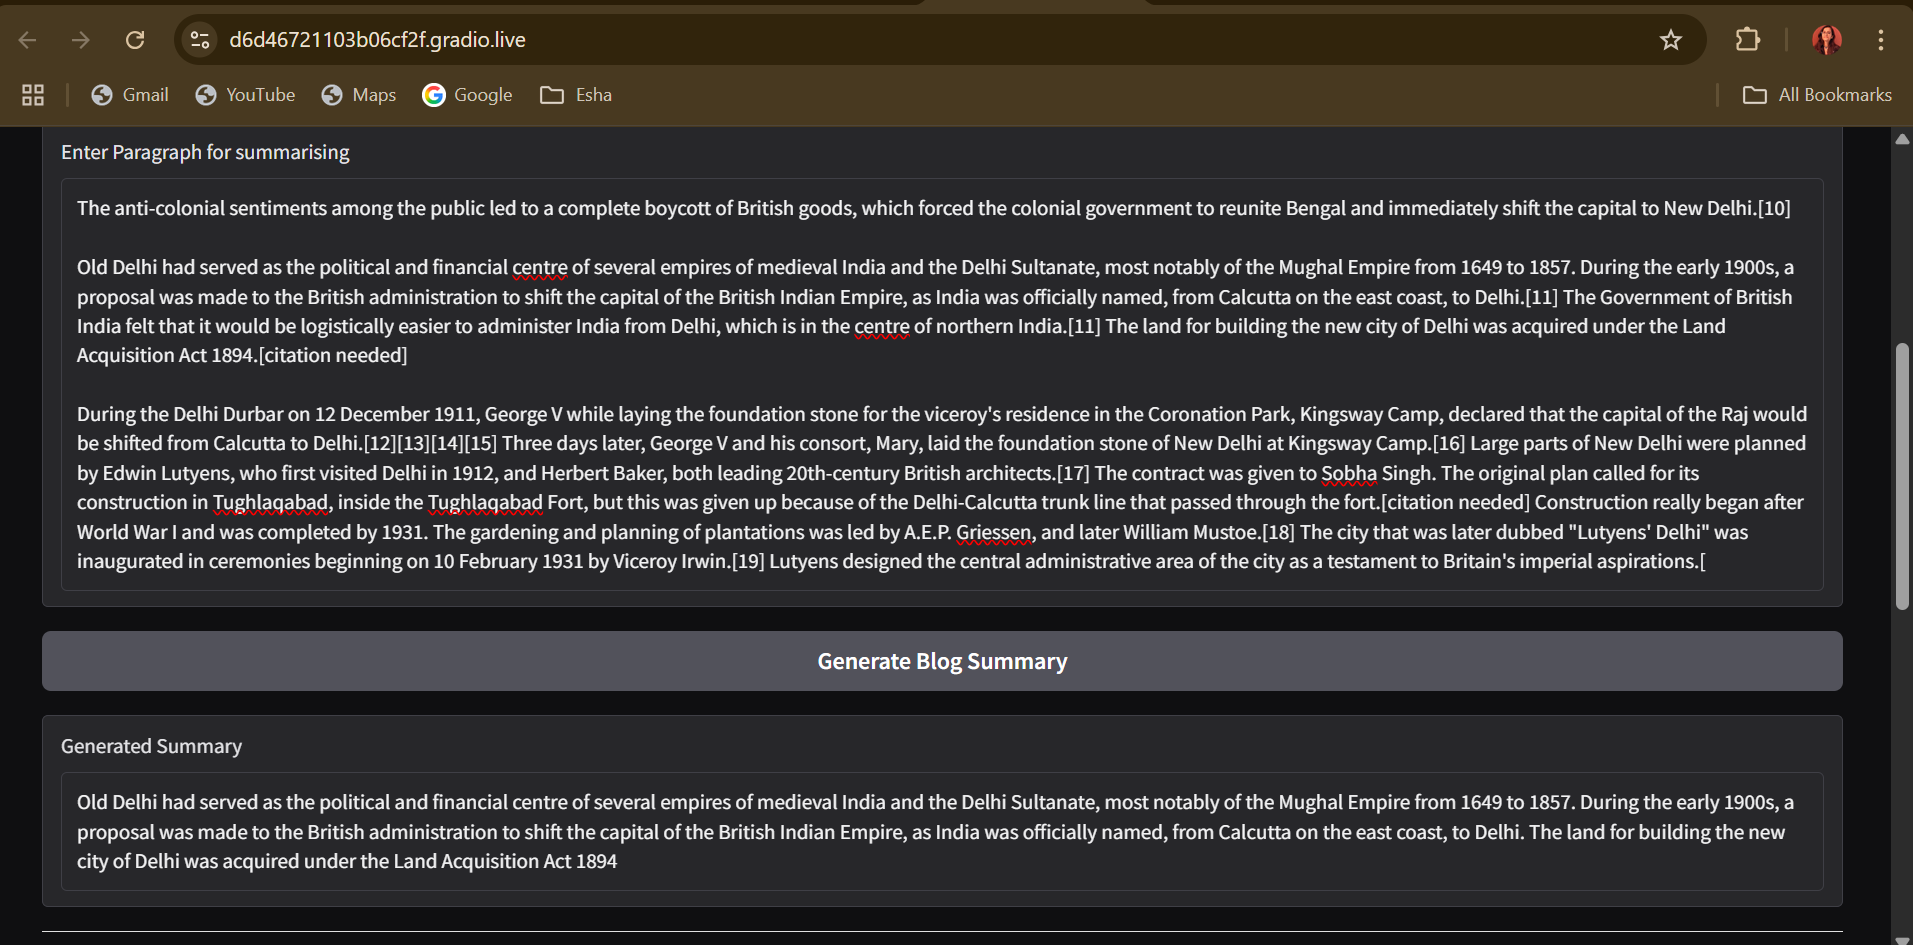 d6d46721103b06cf2f.gradio.live
Gmail YouTube Maps Google Esha All Bookmarks
Enter Paragraph for summarising
The anti-colonial sentiments among the public led to a complete boycott of British goods, which forced the colonial government to reunite Bengal and immediately shift the capital to New Delhi.[10]
Old Delhi had served as the political and financial centre of several empires of medieval India and the Delhi Sultanate, most notably of the Mughal Empire from 1649 to 1857. During the early 1900s, a
proposal was made to the British administration to shift the capital of the British Indian Empire, as India was officially named, from Calcutta on the east coast, to Delhi.[11] The Government of British
India felt that it would be logistically easier to administer India from Delhi, which is in the centre of northern India.[11] The land for building the new city of Delhi was acquired under the Land
Acquisition Act 1894.[citation needed]
During the Delhi Durbar on 12 December 1911, George V while laying the foundation stone for the viceroy's residence in the Coronation Park, Kingsway Camp, declared that the capital of the Raj would
be shifted from Calcutta to Delhi.[12][13][14][15] Three days later, George V and his consort, Mary, laid the foundation stone of New Delhi at Kingsway Camp.[16] Large parts of New Delhi were planned
by Edwin Lutyens, who first visited Delhi in 1912, and Herbert Baker, both leading 20th-century British architects.[17] The contract was given to Sobha Singh. The original plan called for its
construction in Tughlaqabad, inside the Tughlaqabad Fort, but this was given up because of the Delhi-Calcutta trunk line that passed through the fort.[citation needed] Construction really began after
World War I and was completed by 1931. The gardening and planning of plantations was led by A.E.P. Griessen, and later William Mustoe.[18] The city that was later dubbed "Lutyens' Delhi" was
inaugurated in ceremonies beginning on 10 February 1931 by Viceroy Irwin.[19] Lutyens designed the central administrative area of the city as a testament to Britain's imperial aspirations.[
Generate Blog Summary
Generated Summary
Old Delhi had served as the political and financial centre of several empires of medieval India and the Delhi Sultanate, most notably of the Mughal Empire from 1649 to 1857. During the early 1900s, a
proposal was made to the British administration to shift the capital of the British Indian Empire, as India was officially named, from Calcutta on the east coast, to Delhi. The land for building the new
city of Delhi was acquired under the Land Acquisition Act 1894